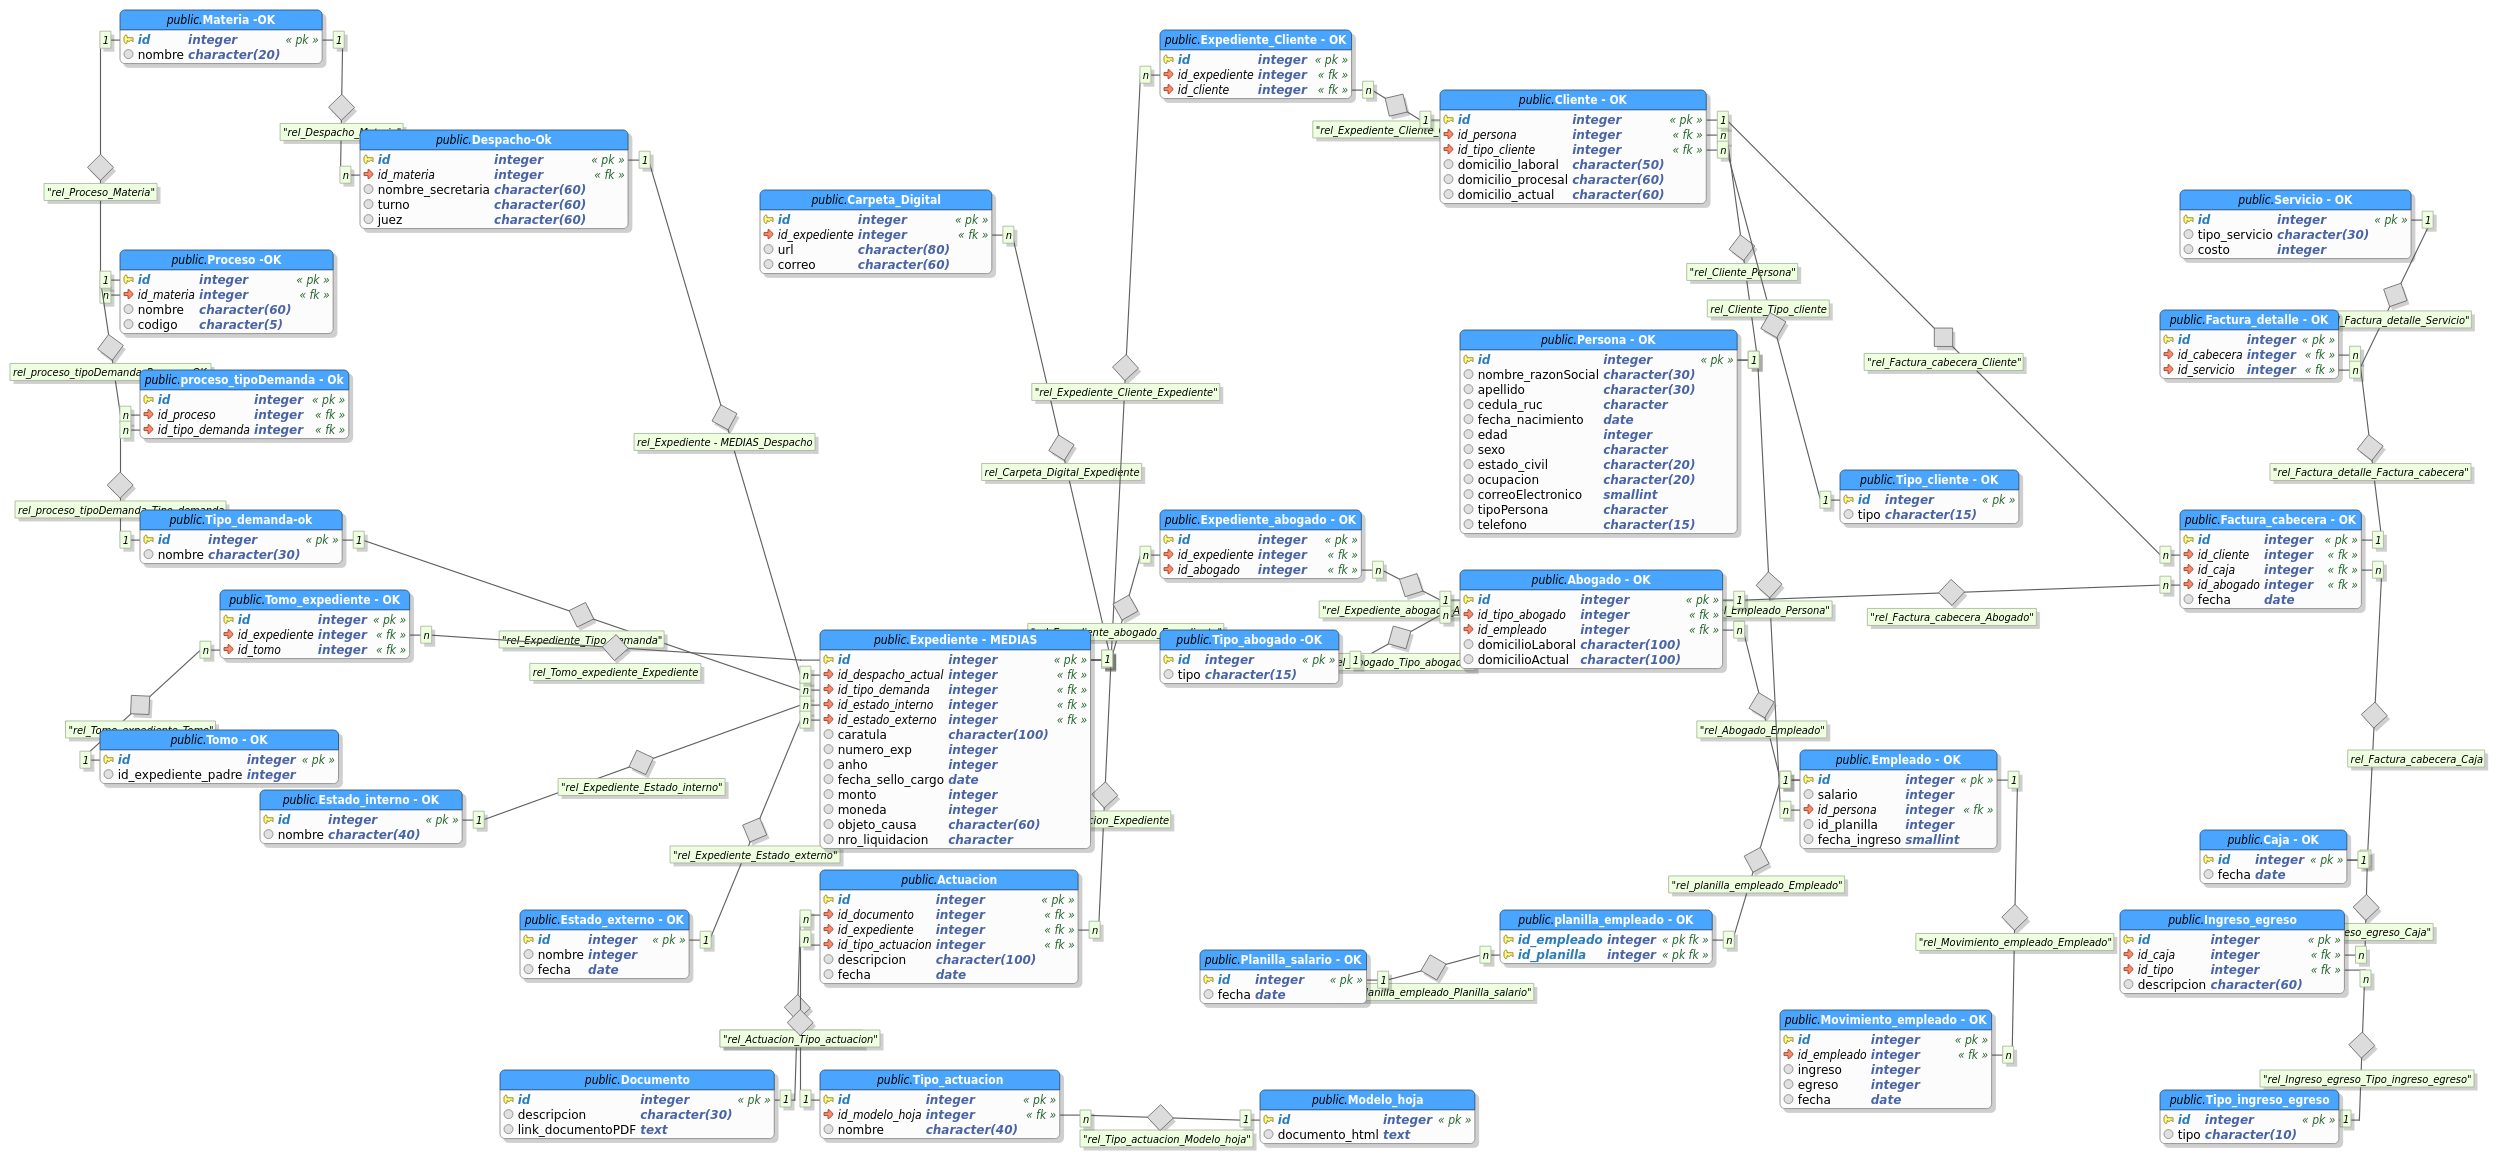 public.Materia -OK
id integer « pk »
nombre character(20)
1
1
"rel_Proceso_Materia"
n
public.Despacho-Ok
id integer « pk »
id_materia integer « fk »
nombre_secretaria character(60)
turno character(60)
juez character(60)
1
n
public.Proceso -OK
id integer « pk »
id_materia integer « fk »
nombre character(60)
codigo character(5)
1
n
public.proceso_tipoDemanda - Ok
id integer « pk »
id_proceso integer « fk »
id_tipo_demanda integer « fk »
n
n
public.Tipo_demanda-ok
id integer « pk »
nombre character(30)
1
1
public.Tomo_expediente - OK
id integer « pk »
id_expediente integer « fk »
id_tomo integer « fk »
n
n
rel_Tomo_expediente_Expediente
public.Tomo - OK
id integer « pk »
id_expediente_padre integer
1
public.Estado_interno - OK
id integer « pk »
nombre character(40)
1
"rel_Expediente_Estado_interno"
"rel_Expediente_Estado_externo"
public.Estado_externo - OK
id integer « pk »
nombre integer
fecha date
1
rel_Expediente - MEDIAS_Despacho
public.Carpeta_Digital
id integer « pk »
id_expediente integer « fk »
url character(80)
correo character(60)
n
rel_Carpeta_Digital_Expediente
public.Expediente - MEDIAS
id integer « pk »
id_despacho_actual integer « fk »
id_tipo_demanda integer « fk »
id_estado_interno integer « fk »
id_estado_externo integer « fk »
caratula character(100)
numero_exp integer
anho integer
fecha_sello_cargo date
monto integer
moneda integer
objeto_causa character(60)
nro_liquidacion character
n
n
n
n
1
public.Actuacion
id integer « pk »
id_documento integer « fk »
id_expediente integer « fk »
id_tipo_actuacion integer « fk »
descripcion character(100)
fecha date
n
n
n
"rel_Actuacion_Tipo_actuacion"
public.Documento
id integer « pk »
descripcion character(30)
link_documentoPDF text
1
public.Tipo_actuacion
id integer « pk »
id_modelo_hoja integer « fk »
nombre character(40)
1
n
"rel_Tipo_actuacion_Modelo_hoja"
public.Modelo_hoja
id integer « pk »
documento_html text
1
public.Expediente_Cliente - OK
id integer « pk »
id_expediente integer « fk »
id_cliente integer « fk »
n
n
"rel_Expediente_Cliente_Expediente"
public.Cliente - OK
id integer « pk »
id_persona integer « fk »
id_tipo_cliente integer « fk »
domicilio_laboral character(50)
domicilio_procesal character(60)
domicilio_actual character(60)
1
1
n
n
"rel_Cliente_Persona"
rel_Cliente_Tipo_cliente
public.Persona - OK
id integer « pk »
nombre_razonSocial character(30)
apellido character(30)
cedula_ruc character
fecha_nacimiento date
edad integer
sexo character
estado_civil character(20)
ocupacion character(20)
correoElectronico smallint
tipoPersona character
telefono character(15)
1
public.Tipo_cliente - OK
id integer « pk »
tipo character(15)
1
public.Expediente_abogado - OK
id integer « pk »
id_expediente integer « fk »
id_abogado integer « fk »
n
n
public.Tipo_abogado -OK
id integer « pk »
tipo character(15)
1
public.Abogado - OK
id integer « pk »
id_tipo_abogado integer « fk »
id_empleado integer « fk »
domicilioLaboral character(100)
domicilioActual character(100)
1
n
1
n
"rel_Abogado_Empleado"
public.Empleado - OK
id integer « pk »
salario integer
id_persona integer « fk »
id_planilla integer
fecha_ingreso smallint
1
n
1
"rel_planilla_empleado_Empleado"
public.planilla_empleado - OK
id_empleado integer « pk fk »
id_planilla integer « pk fk »
n
n
public.Planilla_salario - OK
id integer « pk »
fecha date
1
"rel_Movimiento_empleado_Empleado"
public.Movimiento_empleado - OK
id integer « pk »
id_empleado integer « fk »
ingreso integer
egreso integer
fecha date
n
public.Servicio - OK
id integer « pk »
tipo_servicio character(30)
costo integer
1
public.Factura_detalle - OK
id integer « pk »
id_cabecera integer « fk »
id_servicio integer « fk »
n
n
"rel_Factura_cabecera_Cliente"
"rel_Factura_detalle_Factura_cabecera"
public.Factura_cabecera - OK
id integer « pk »
id_cliente integer « fk »
id_caja integer « fk »
id_abogado integer « fk »
fecha date
n
n
1
n
"rel_Factura_cabecera_Abogado"
rel_Factura_cabecera_Caja
public.Caja - OK
id integer « pk »
fecha date
1
public.Ingreso_egreso
id integer « pk »
id_caja integer « fk »
id_tipo integer « fk »
descripcion character(60)
n
n
"rel_Ingreso_egreso_Tipo_ingreso_egreso"
public.Tipo_ingreso_egreso
id integer « pk »
tipo character(10)
1